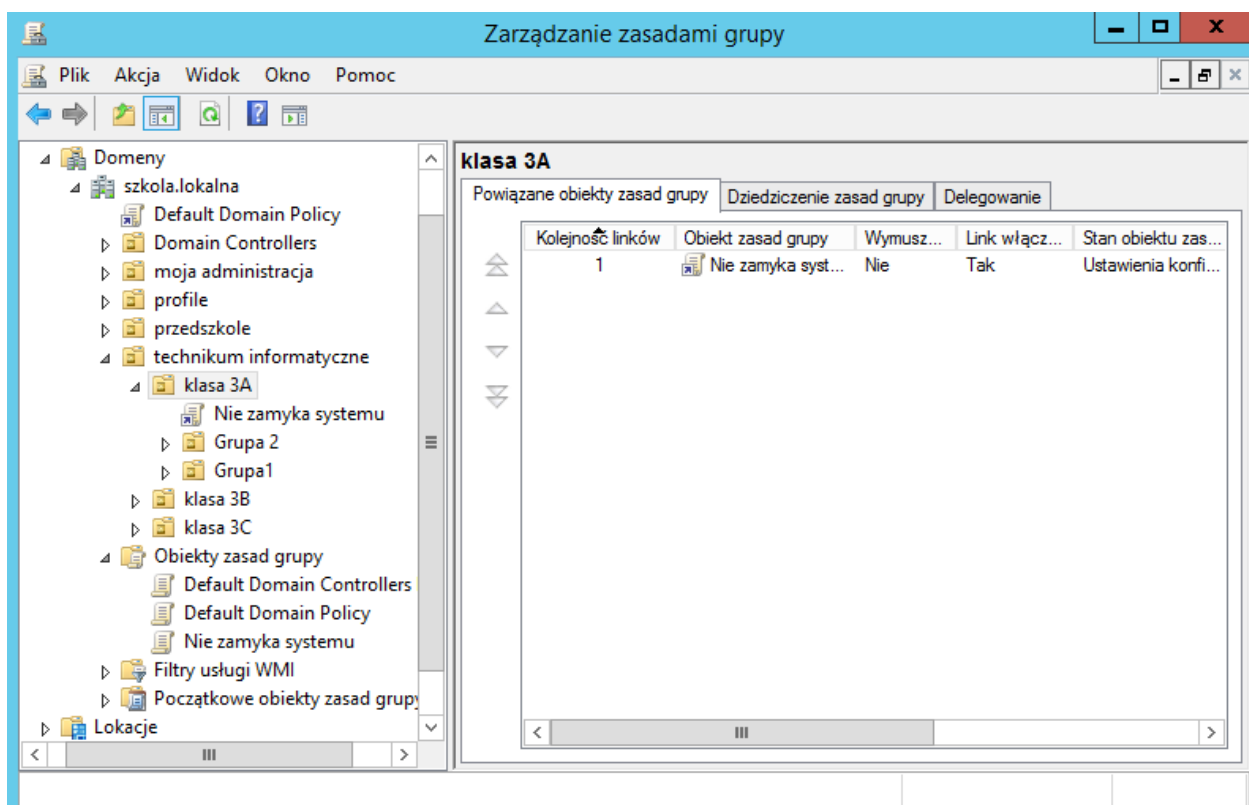 Zarządzanie zasadami grupy
Plik Akcja Widok Okno Pomoc
Domeny
szkola.lokalna
Default Domain Policy
Domain Controllers
moja administracja
profile
przedszkole
technikum informatyczne
klasa 3A
Nie zamyka systemu
Grupa 2
Grupa1
klasa 3B
klasa 3C
Obiekty zasad grupy
Default Domain Controllers
Default Domain Policy
Nie zamyka systemu
Filtry usługi WMI
Początkowe obiekty zasad grupy
Lokacje
klasa 3A
Powiązane obiekty zasad grupy Dziedziczenie zasad grupy Delegowanie
Kolejność linków Obiekt zasad grupy Wymusz... Link włącz... Stan obiektu zas...
1 Nie zamyka syst... Nie Tak Ustawienia konfi...